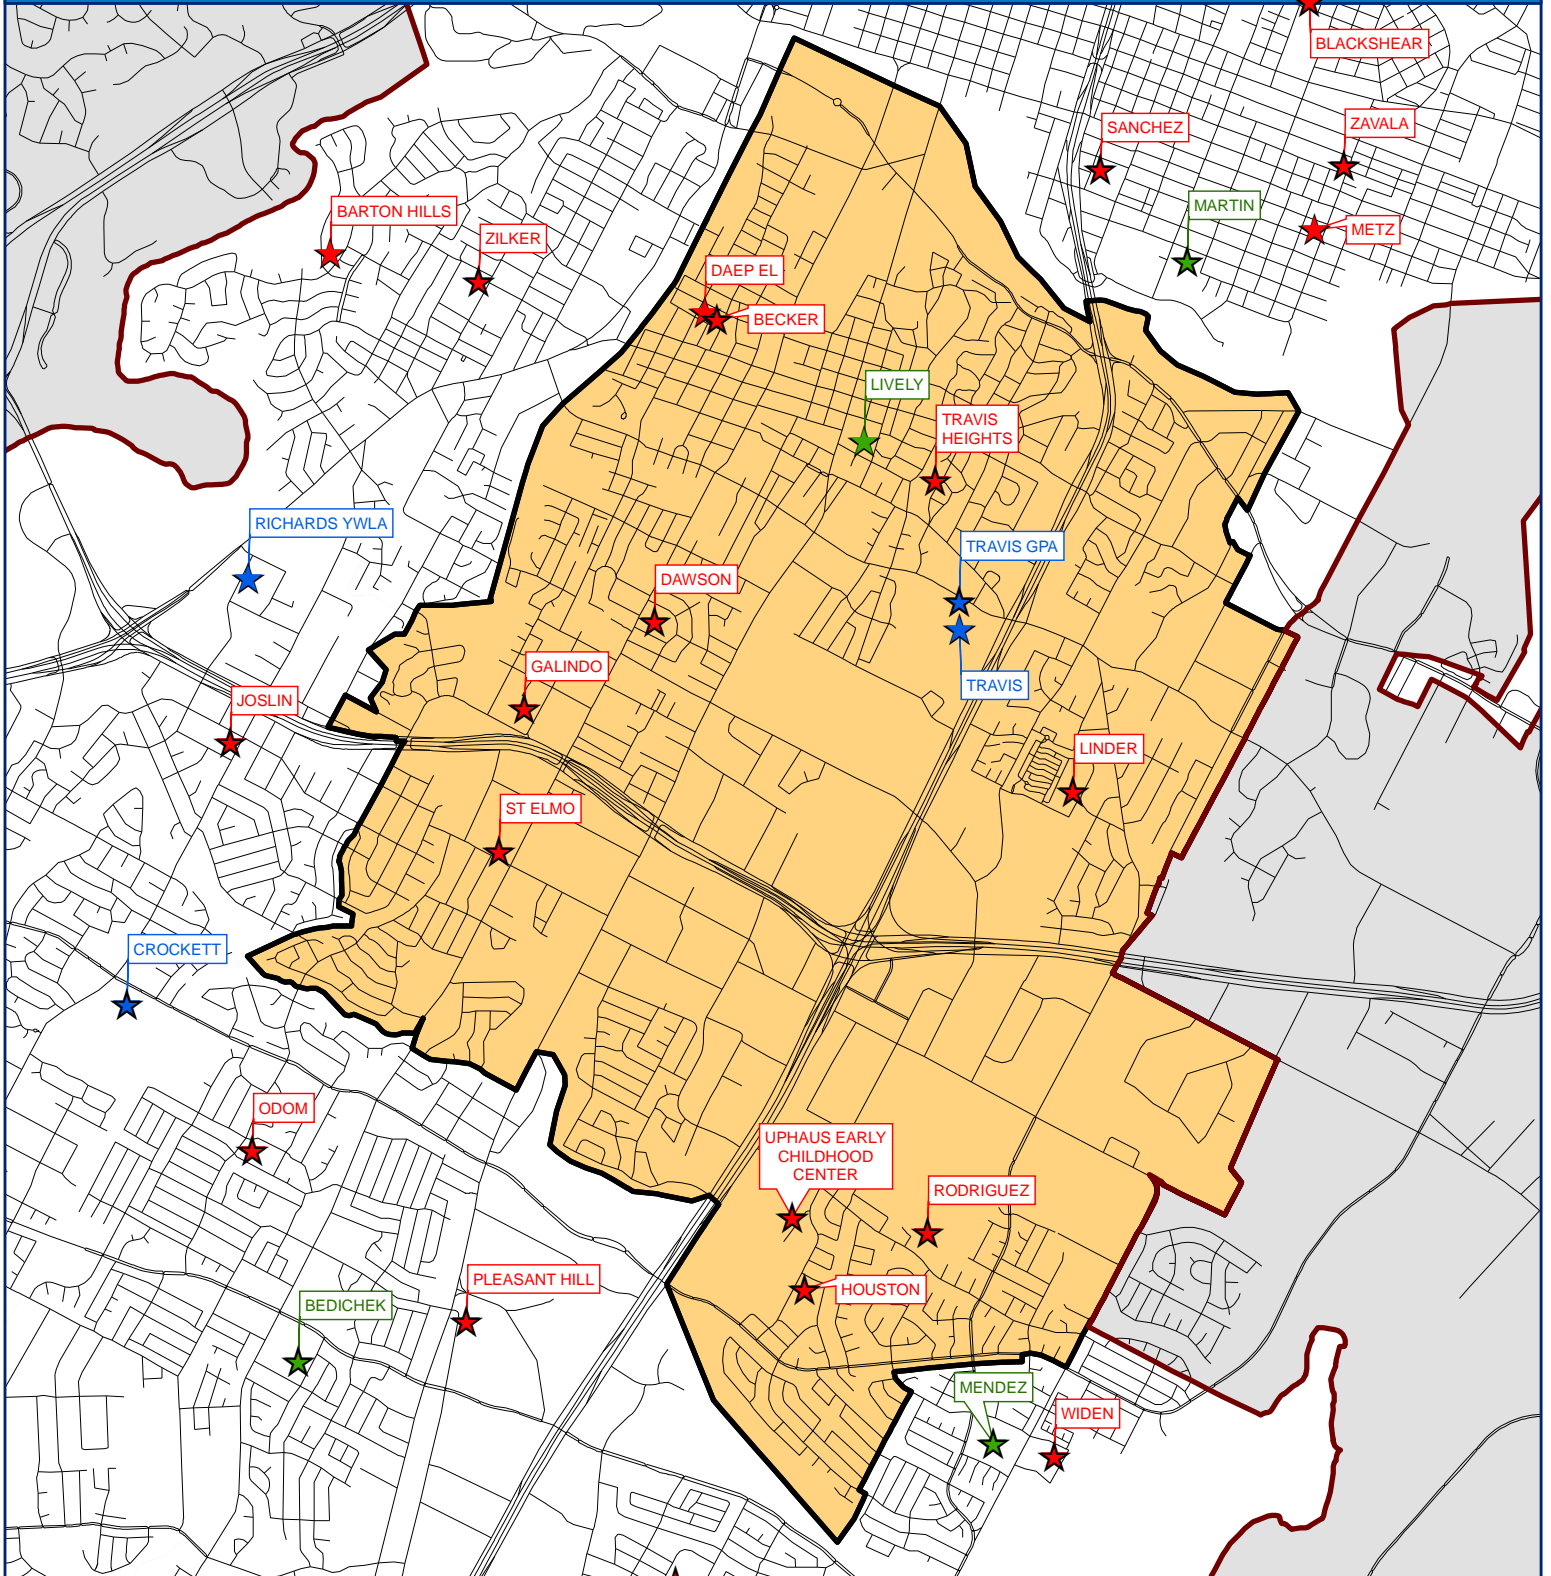 BLACKSHEAR
SANCHEZ
ZAVALA
BARTON HILLS
MARTIN
METZ
ZILKER
DAEP EL
BECKER
LIVELY
TRAVIS
HEIGHTS
RICHARDS YWLA
TRAVIS GPA
DAWSON
GALINDO
TRAVIS
JOSLIN
LINDER
ST ELMO
CROCKETT
ODOM
UPHAUS EARLY
CHILDHOOD
CENTER
RODRIGUEZ
PLEASANT HILL
HOUSTON
BEDICHEK
MENDEZ
WIDEN